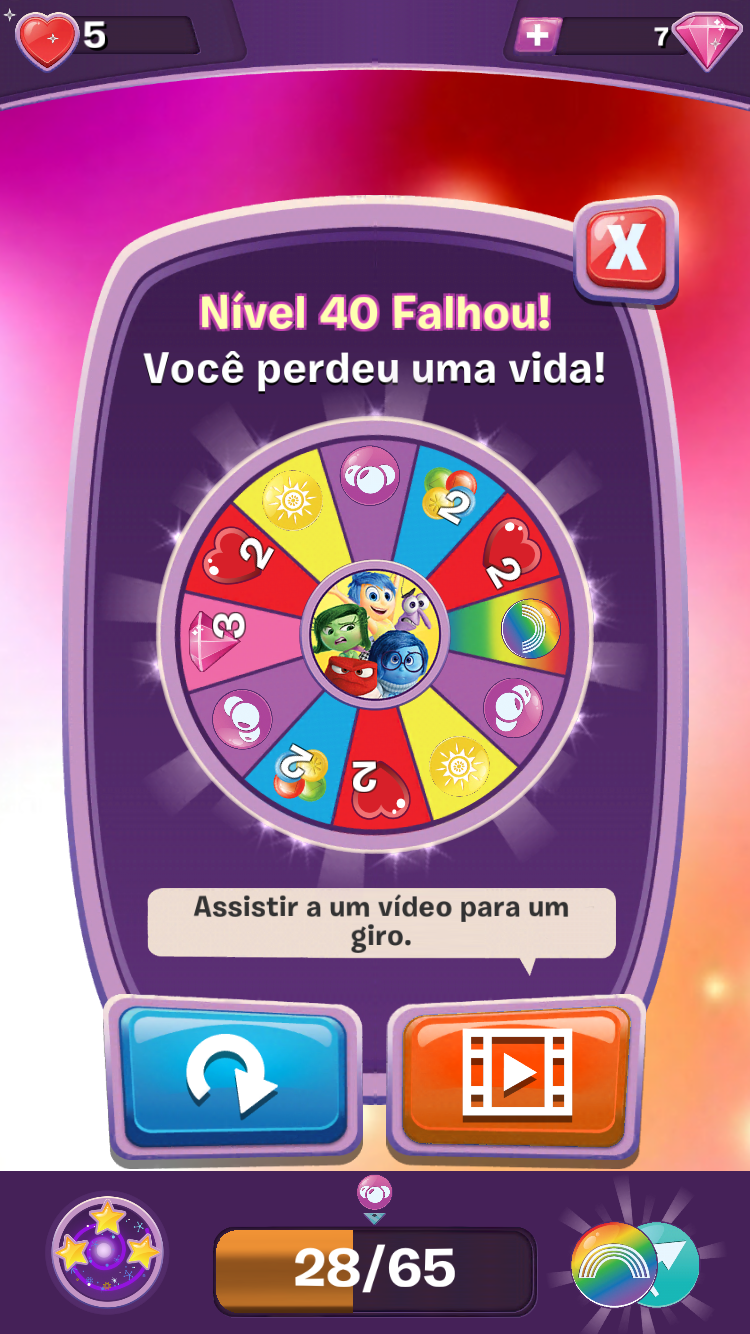 5
7
X
Nível 40 Falhou!
Você perdeu uma vida!
2
2
2
3
2
2
Assistir a um vídeo para um
giro.
28/65